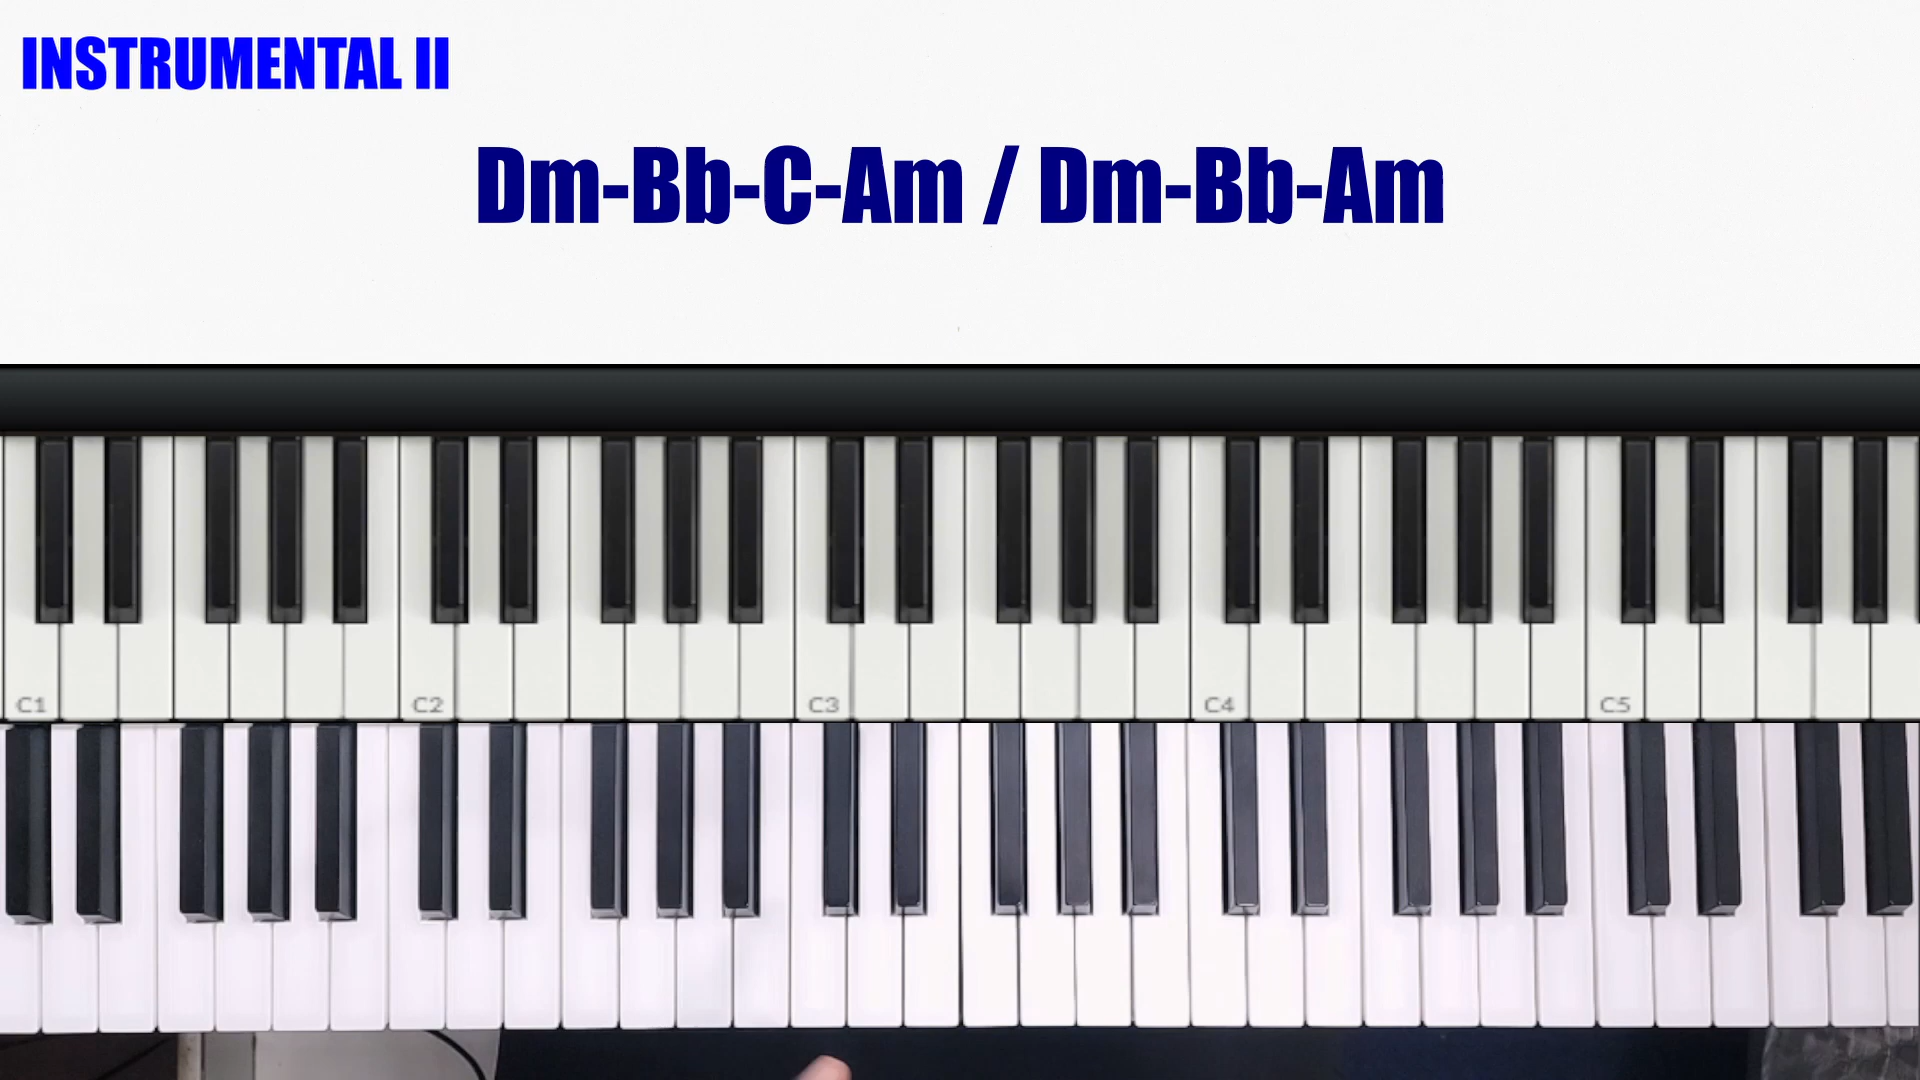 INSTRUMENTAL II
Dm-Bb-C-Am / Dm-Bb-Am
C1 C2 C3 C4 C5